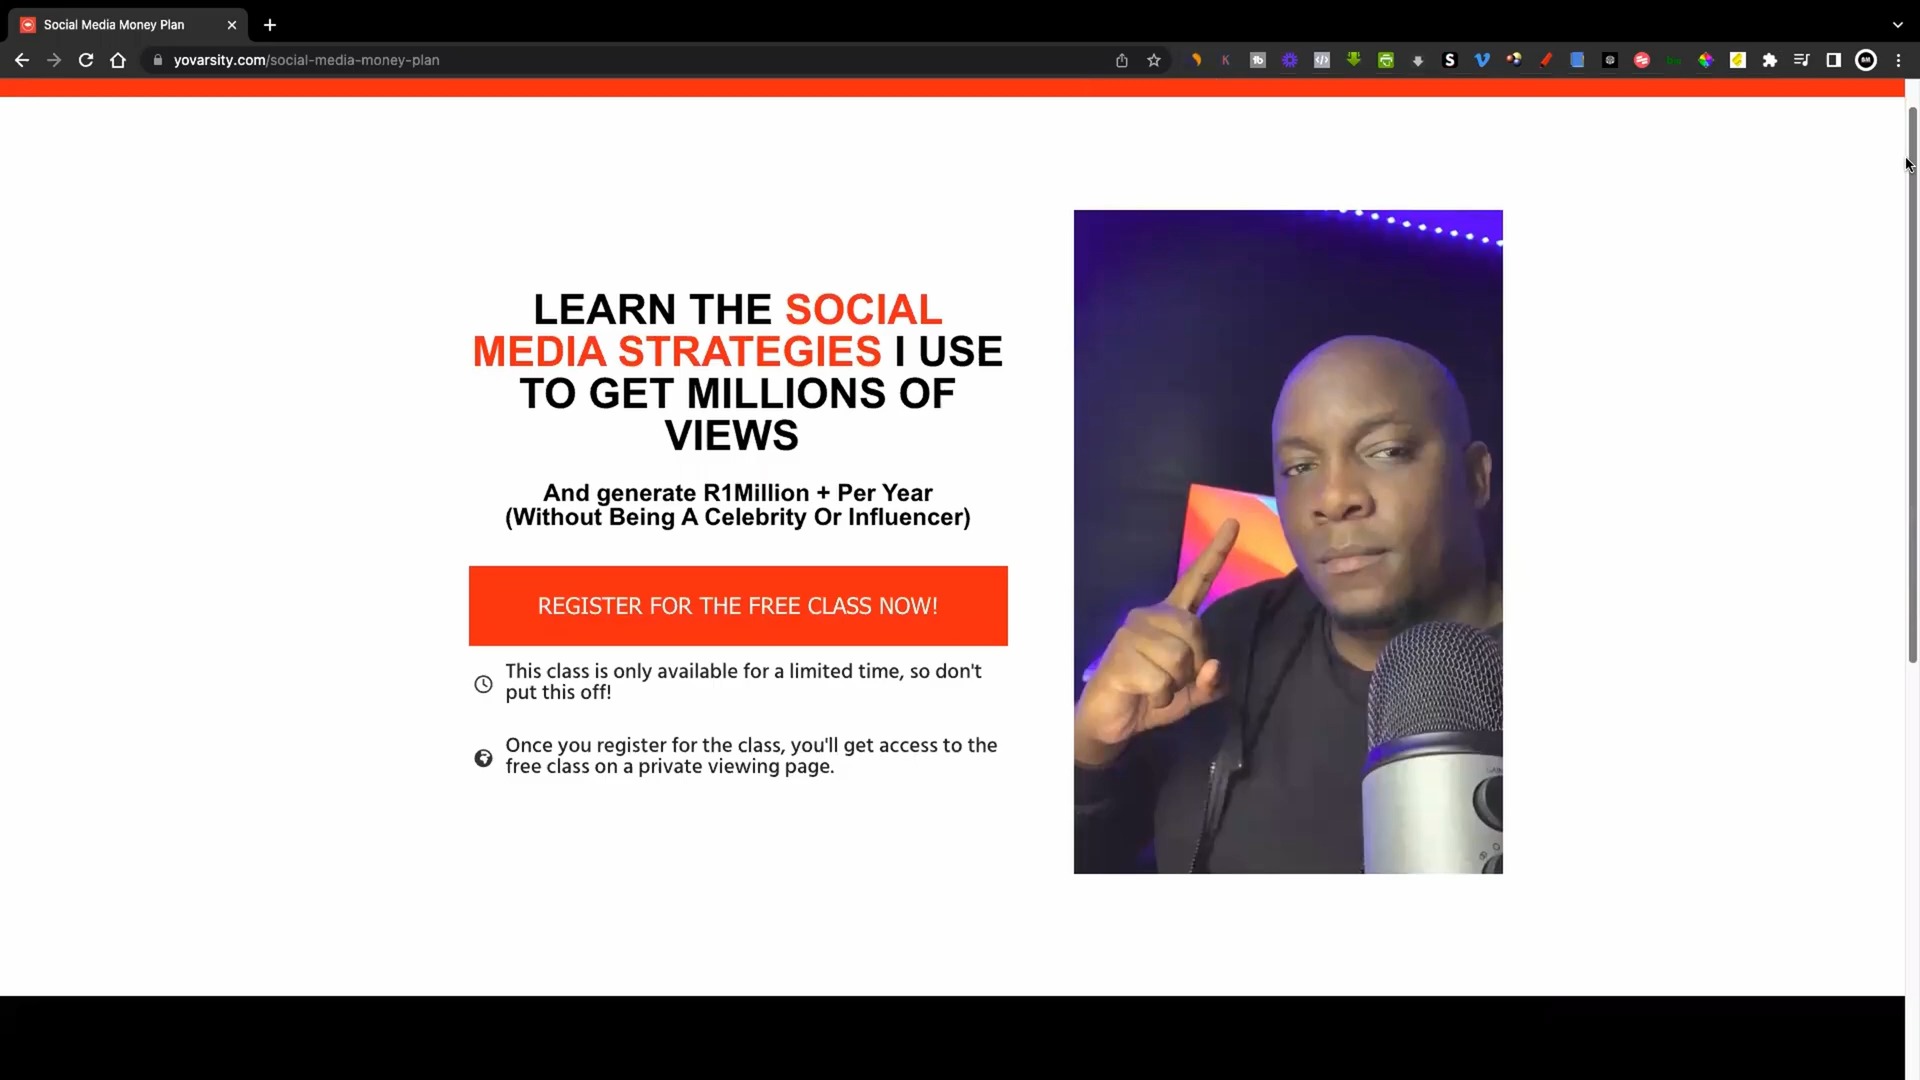 Social Media Money Plan
yovarsity.com/social-media-money-plan
LEARN THE SOCIAL
MEDIA STRATEGIES I USE
TO GET MILLIONS OF
VIEWS
And generate R1Million + Per Year
(Without Being A Celebrity Or Influencer)
REGISTER FOR THE FREE CLASS NOW!
This class is only available for a limited time, so don't
put this off!
Once you register for the class, you'll get access to the
free class on a private viewing page.